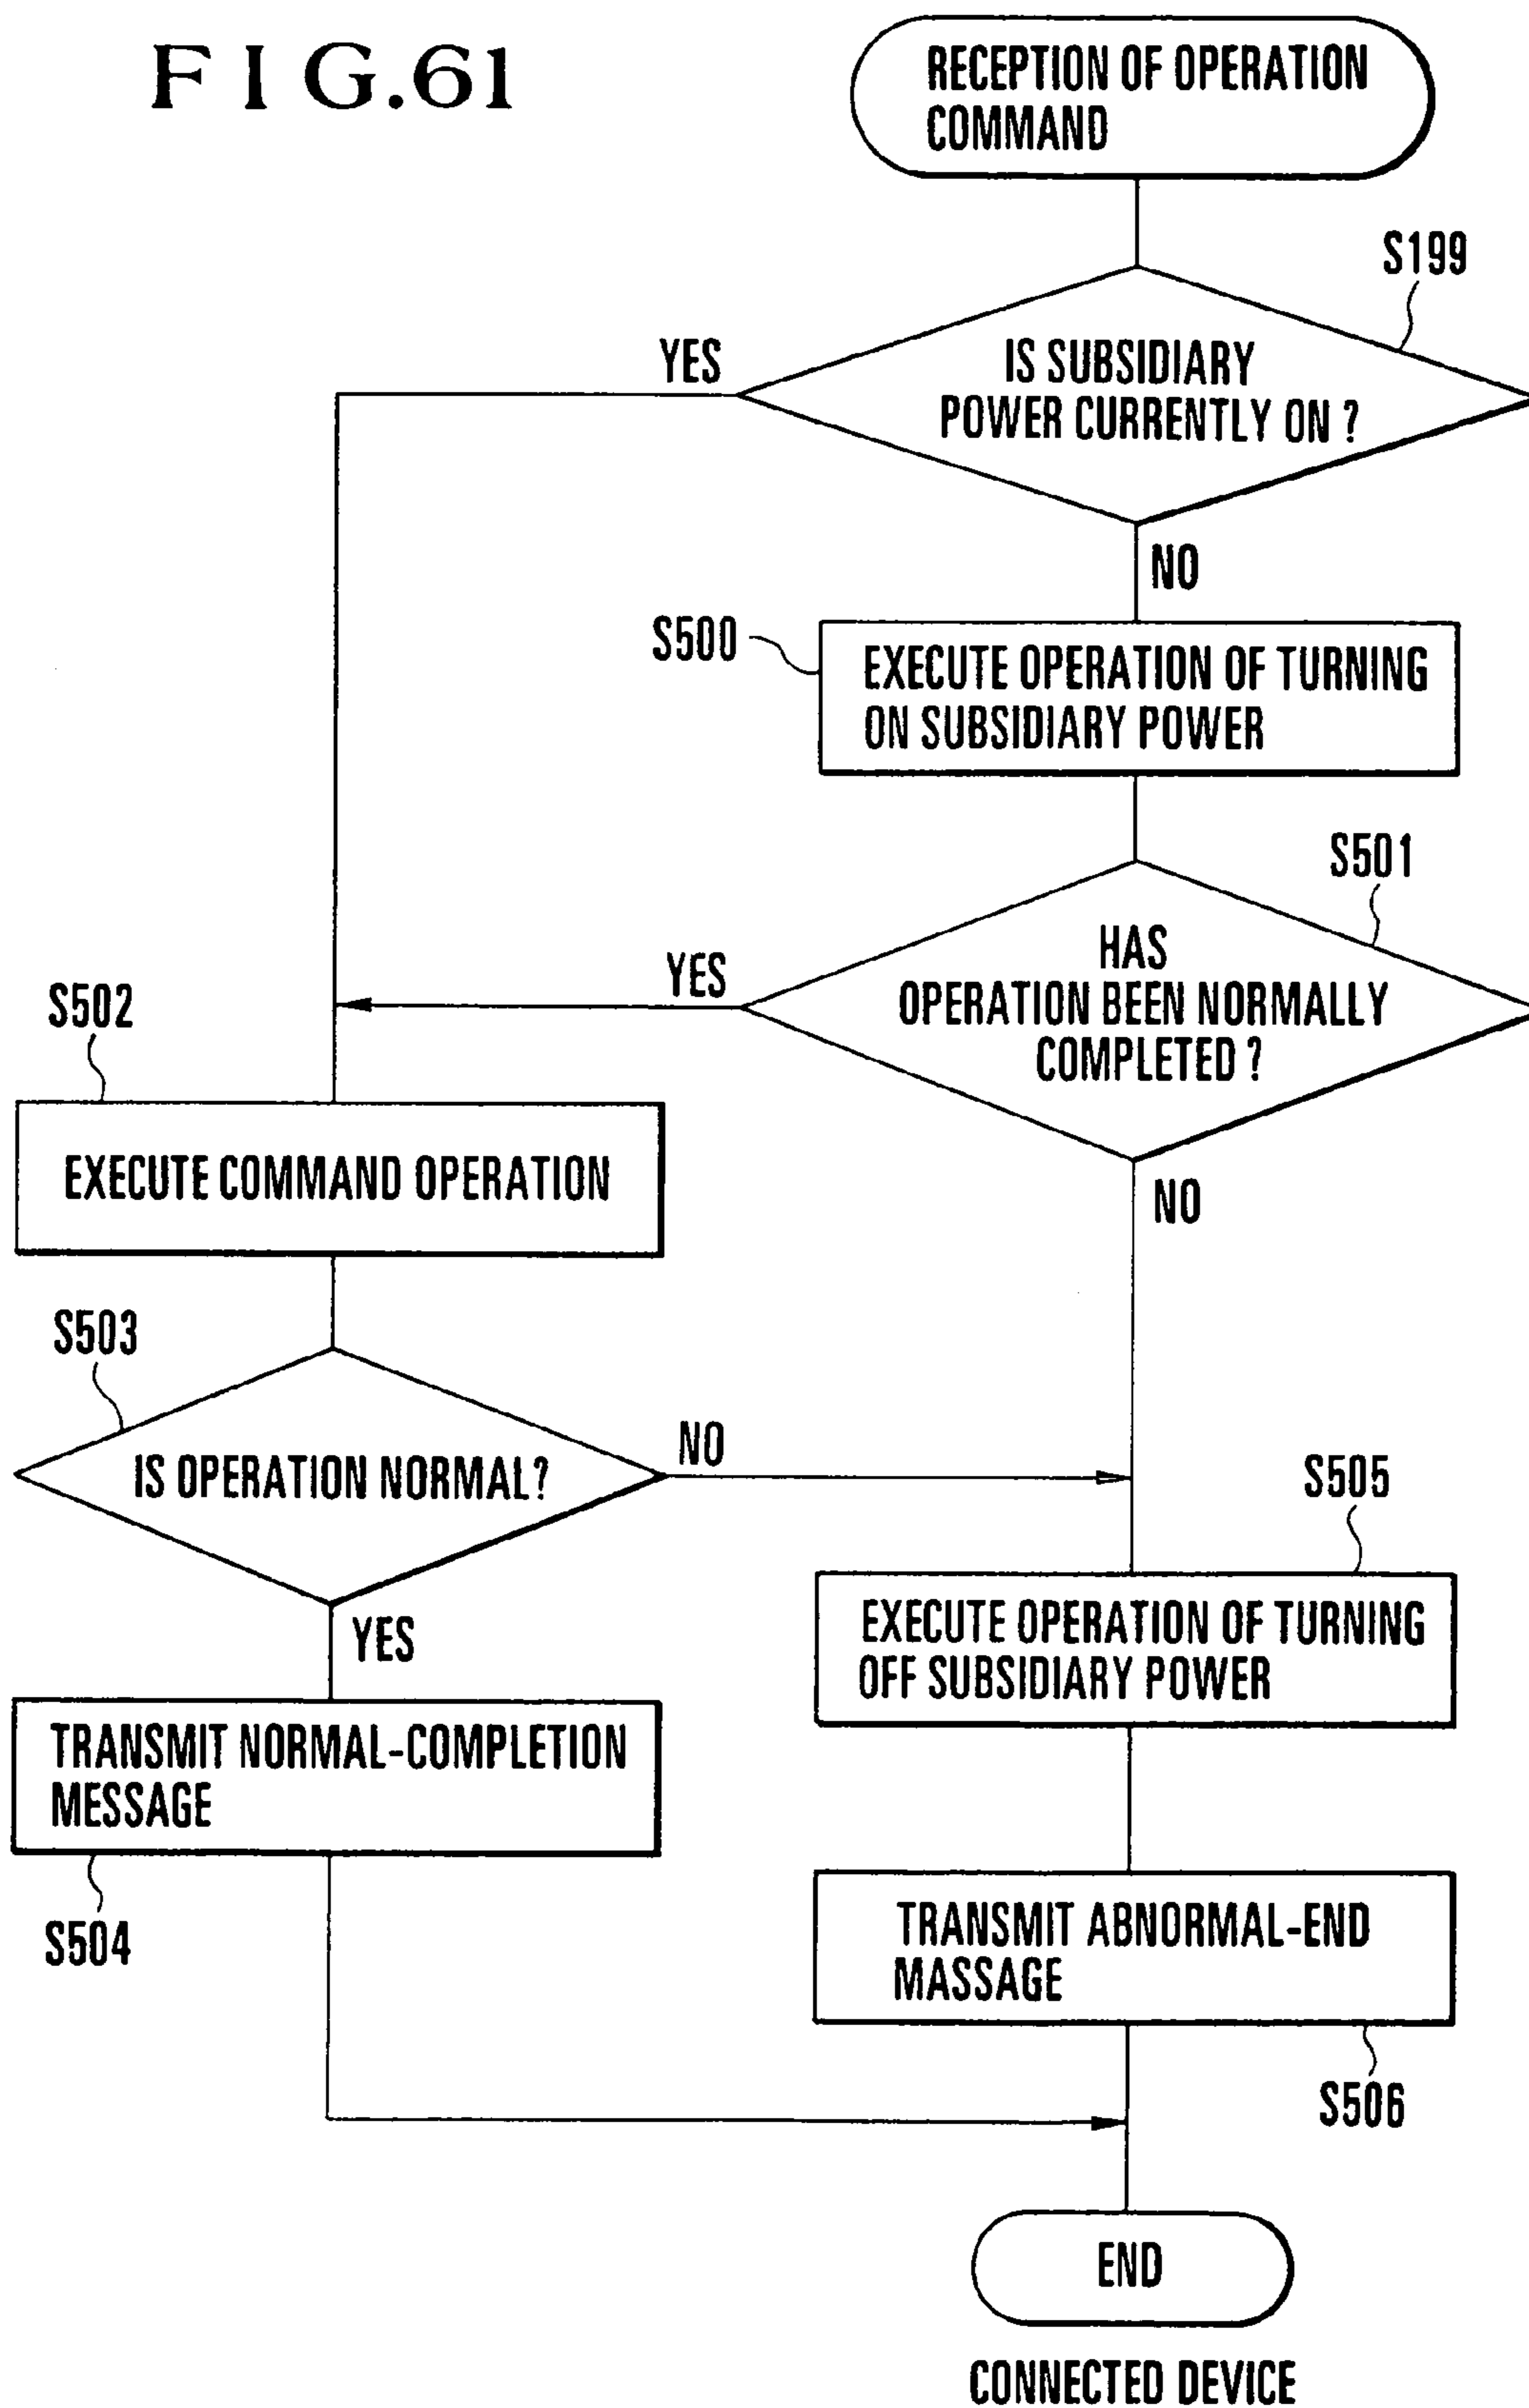 FIG.61
RECEPTION OF OPERATION
COMMAND
S199
YES
IS SUBSIDIARY
POWER CURRENTLY ON ?
NO
S500
EXECUTE OPERATION OF TURNING
ON SUBSIDIARY POWER
S501
YES
HAS
OPERATION BEEN NORMALLY
COMPLETED ?
S502
NO
EXECUTE COMMAND OPERATION
S503
NO
IS OPERATION NORMAL?
S505
YES
EXECUTE OPERATION OF TURNING
OFF SUBSIDIARY POWER
TRANSMIT NORMAL-COMPLETION
MESSAGE
S504
TRANSMIT ABNORMAL-END
MASSAGE
S506
END
CONNECTED DEVICE